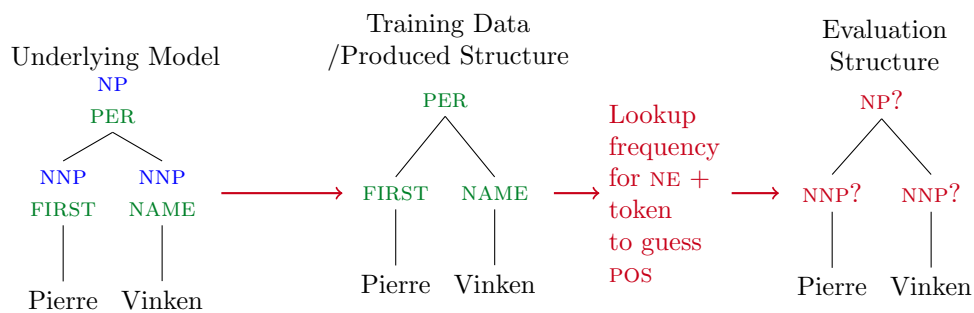 Underlying Model
NP
PER
NNP NNP
FIRST NAME
Pierre Vinken
Training Data
/Produced Structure
PER
FIRST NAME
Pierre Vinken
Lookup
frequency
for NE +
token
to guess
POS
Evaluation
Structure
NP?
NNP? NNP?
Pierre Vinken